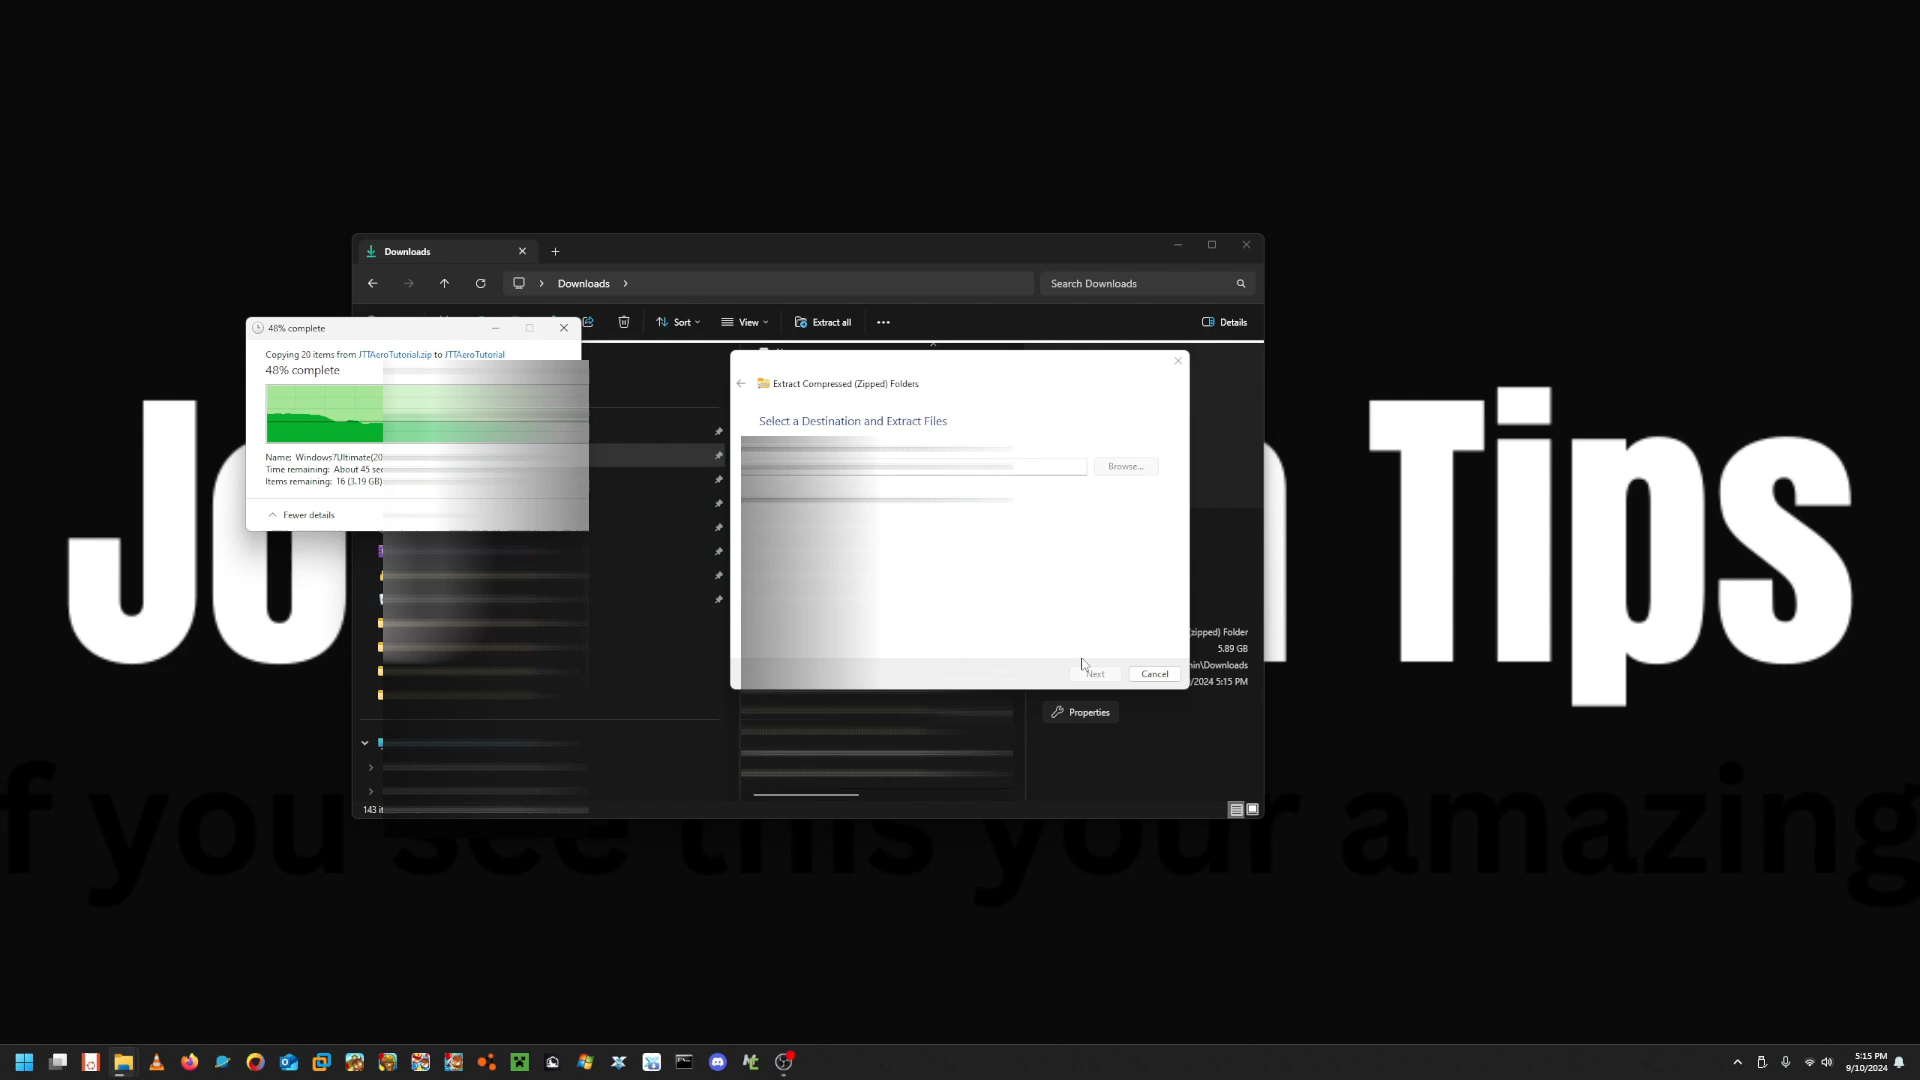 Jo
Tips
f you see this your amazing
Downloads
Downloads
Search Downloads
Sort
View
Extract all
Details
48% complete
Copying 20 items from JTTAeroTutorial.zip to JTTAeroTutorial
48% complete
Name: Windows7Ultimate(20
Time remaining: About 45 sec
Items remaining: 16 (3.19 GB)
Fewer details
Extract Compressed (Zipped) Folders
Select a Destination and Extract Files
Browse...
Next
Cancel
(zipped) Folder
5.89 GB
min\Downloads
/2024 5:15 PM
Properties
143 it
5:15 PM
9/10/2024